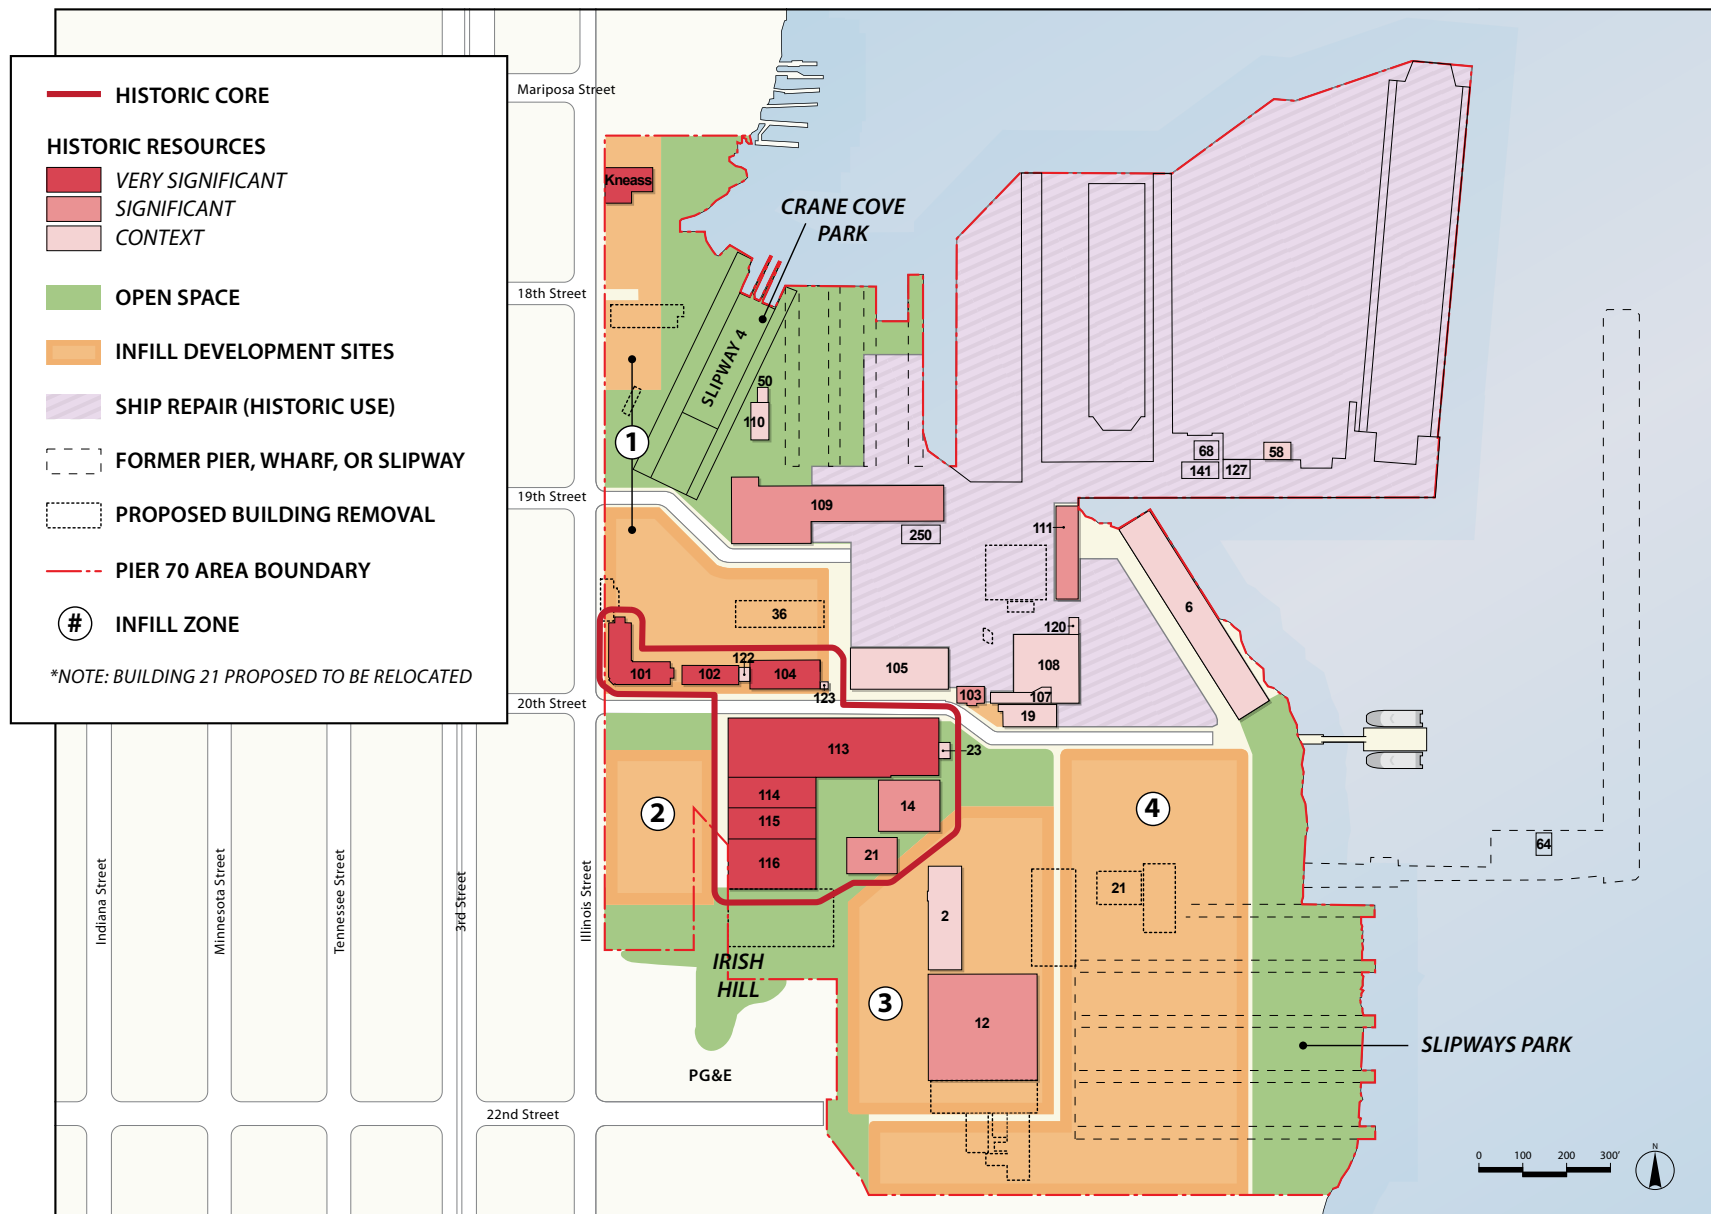 HISTORIC CORE
HISTORIC RESOURCES
VERY SIGNIFICANT
SIGNIFICANT
CONTEXT
OPEN SPACE
INFILL DEVELOPMENT SITES
SHIP REPAIR (HISTORIC USE)
FORMER PIER, WHARF, OR SLIPWAY
PROPOSED BUILDING REMOVAL
PIER 70 AREA BOUNDARY
# INFILL ZONE
*NOTE: BUILDING 21 PROPOSED TO BE RELOCATED
Mariposa Street
Kneass
CRANE COVE
PARK
18th Street
SLIPWAY 4
50
110
1
68
58
141
127
19th Street
109
250
111
36
6
120
122
101
102
104
105
108
123
103
107
20th Street
19
113
23
114
14
2
4
115
64
116
21
21
Indiana Street
Minnesota Street
Tennessee Street
3rd Street
Illinois Street
2
IRISH
HILL
3
12
SLIPWAYS PARK
PG&E
22nd Street
0 100 200 300'
N